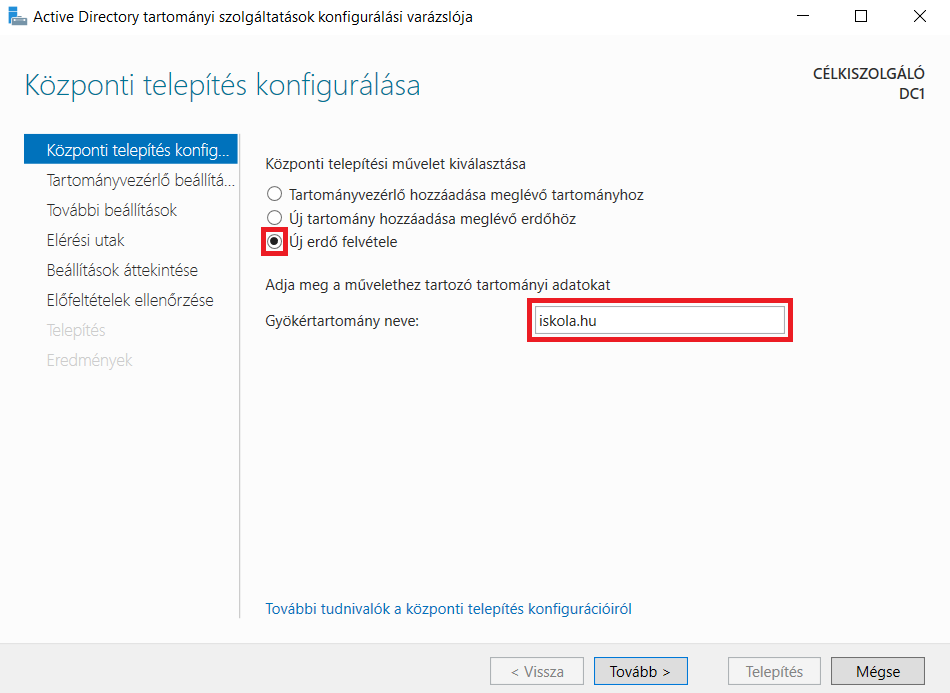 Active Directory tartományi szolgáltatások konfigurálási varázslója
Központi telepítés konfigurálása
CÉLKISZOLGÁLÓ
DC1
Központi telepítés konfig...
Tartományvezérlő beállítá...
További beállítások
Elérési utak
Beállítások áttekintése
Előfeltételek ellenőrzése
Telepítés
Eredmények
Központi telepítési művelet kiválasztása
Tartományvezérlő hozzáadása meglévő tartományhoz
Új tartomány hozzáadása meglévő erdőhöz
Új erdő felvétele
Adja meg a művelethez tartozó tartományi adatokat
Gyökértartomány neve:
iskola.hu
További tudnivalók a központi telepítés konfigurációiról
< Vissza
Tovább >
Telepítés
Mégse